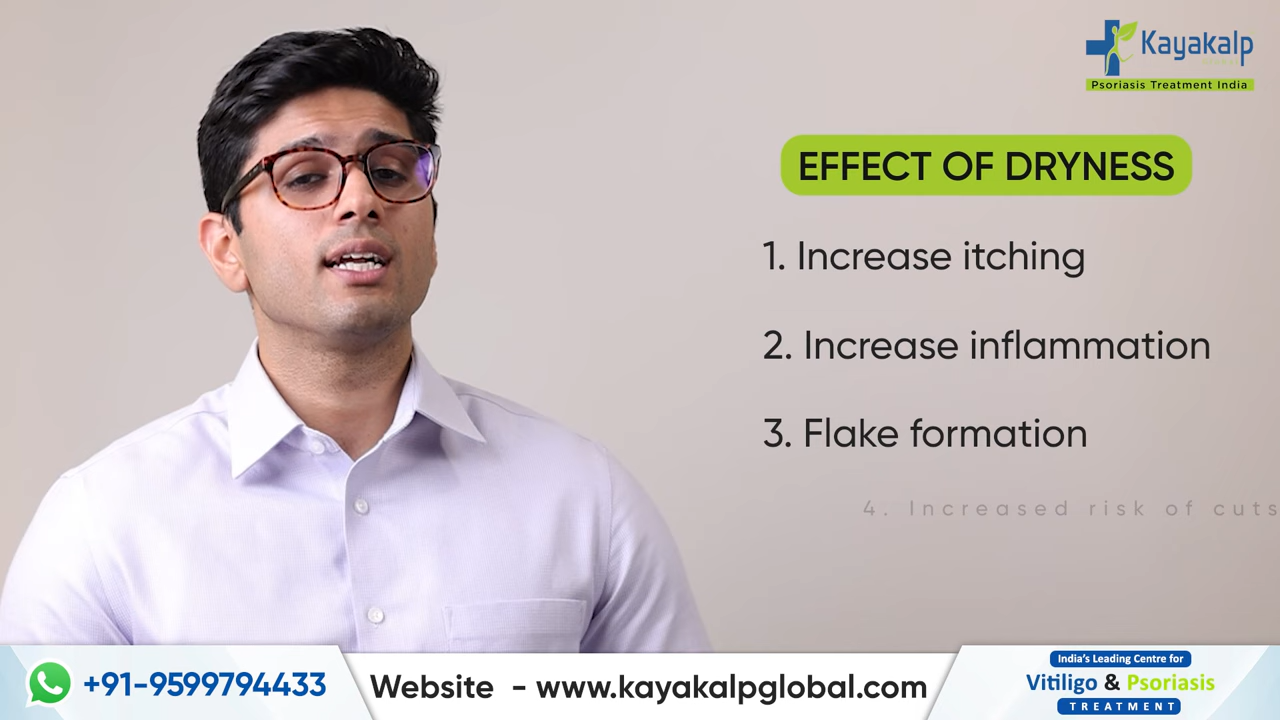 Kayakalp
Global
Psoriasis Treatment India
EFFECT OF DRYNESS
1. Increase itching
2. Increase inflammation
3. Flake formation
4. Increased risk of cuts
+91-9599794433
Website - www.kayakalpglobal.com
India's Leading Centre for
Vitiligo & Psoriasis
TREATMENT